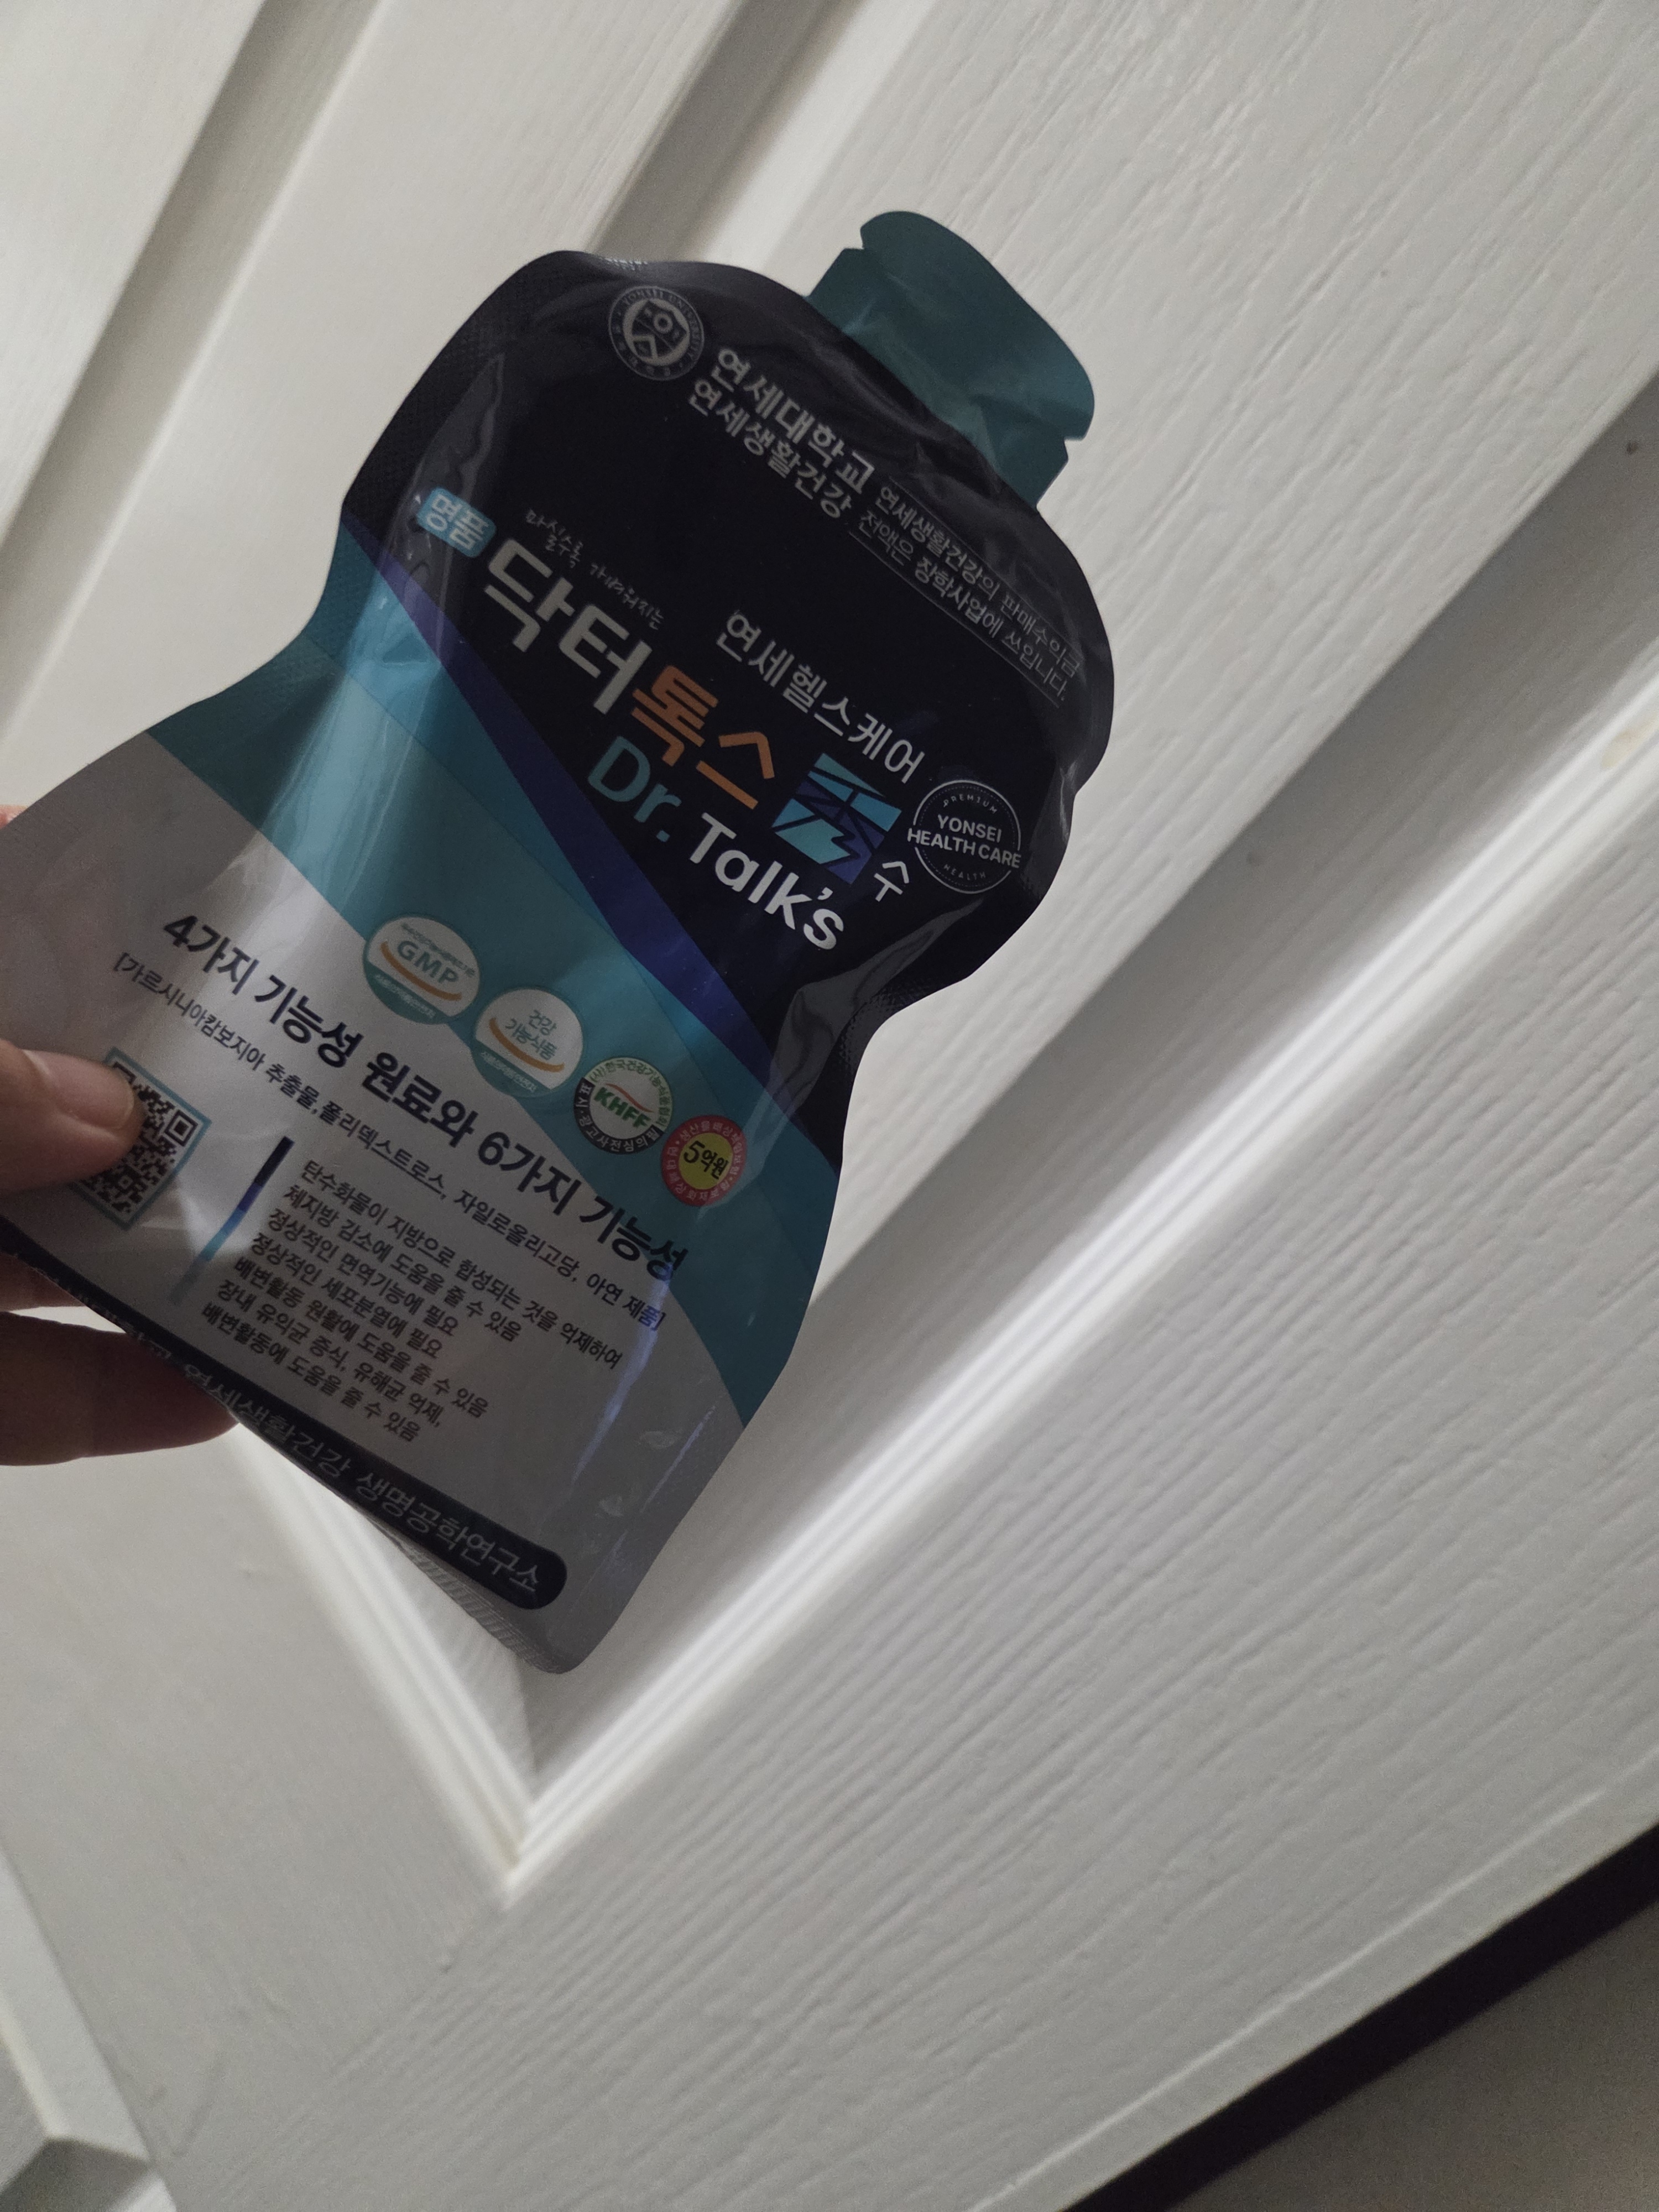 YONSEI UNIVERSITY
연세대학교
연세생활건강
연세생활건강의 판매수익금
전액은 장학사업에 쓰입니다.
명품
마실수록 가벼워지는
연세헬스케어
닥터톡스
수
Dr. Talk's
PREMIUM
YONSEI
HEALTH CARE
HEALTH
GMP
건강
기능식품
KHFF
5억원
4가지 기능성 원료와 6가지 기능성
[가르시니아캄보지아 추출물, 폴리덱스트로스, 자일로올리고당, 아연 제품]
탄수화물이 지방으로 합성되는 것을 억제하여
체지방 감소에 도움을 줄 수 있음
정상적인 면역기능에 필요
정상적인 세포분열에 필요
배변활동 원활에 도움을 줄 수 있음
장내 유익균 증식, 유해균 억제,
배변활동에 도움을 줄 수 있음
연세생활건강 생명공학연구소